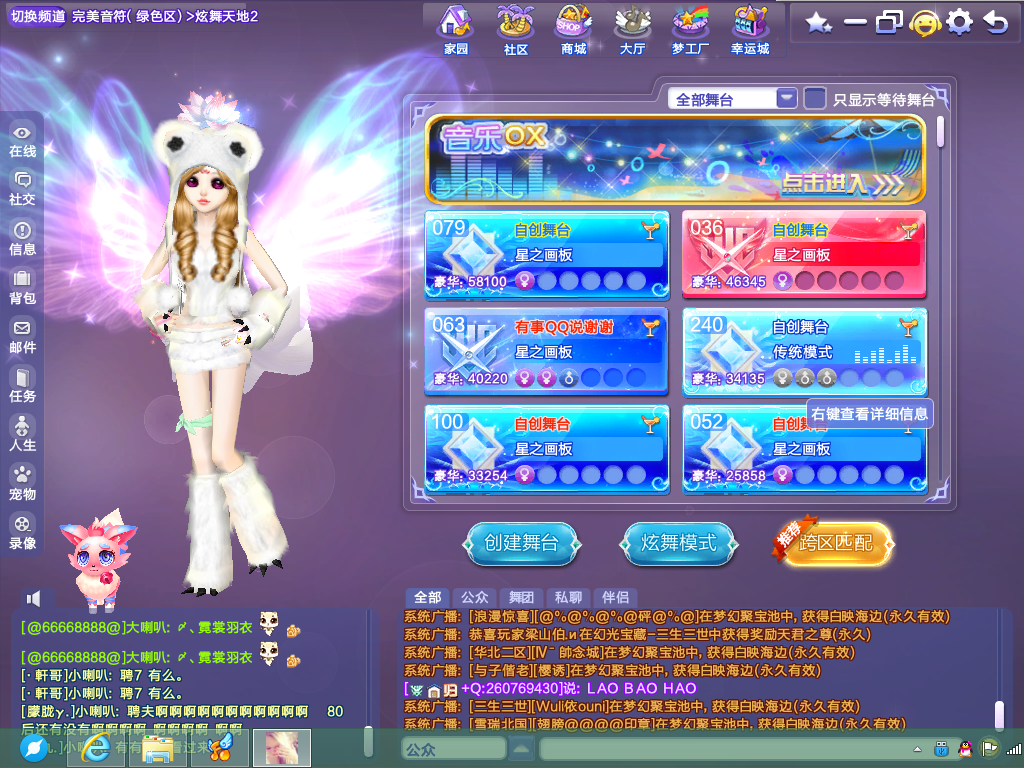 切换频道 完美音符( 绿色区) >炫舞天地2
家园
社区
商城
大厅
梦工厂
幸运城
在线
社交
信息
背包
邮件
任务
人生
宠物
录像
全部舞台
只显示等待舞台
音乐OX
点击进入
079
自创舞台
星之画板
豪华: 58100
036
自创舞台
星之画板
豪华: 46345
063
有事QQ说谢谢
星之画板
豪华: 40220
240
自创舞台
传统模式
豪华: 34135
右键查看详细信息
100
自创舞台
星之画板
豪华: 33254
052
自创舞
星之画板
豪华: 25858
创建舞台
炫舞模式
推荐
跨区匹配
[@66668888@]大喇叭: 〆、霓裳羽衣
[@66668888@]大喇叭: 〆、霓裳羽衣
[·軒哥]小喇叭: 聘7 有么。
[·軒哥]小喇叭: 聘7 有么。
[朦胧y.]小喇叭: 聘夫啊啊啊啊啊啊啊啊啊啊啊 80
后还有没有啊啊啊啊 啊啊啊啊 啊啊
全部 公众 舞团 私聊 伴侣
系统广播: [浪漫惊喜][@°o@°o@°o砰@°o@]在梦幻聚宝池中, 获得白映海边(永久有效)
系统广播: 恭喜玩家梁山伯.и在幻光宝藏-三生三世中获得奖励天君之尊(永久)
系统广播: [华北二区][Ⅳ˜ 帥念城]在梦幻聚宝池中, 获得白映海边(永久有效)
系统广播: [与子偕老][樱诱]在梦幻聚宝池中, 获得白映海边(永久有效)
+Q:260769430]说: LAO BAO HAO
系统广播: [三生三世][Wuli依ouni]在梦幻聚宝池中, 获得白映海边(永久有效)
系统广播: [雪瑞北国][翅膀@@@@印章]在梦幻聚宝池中, 获得白映海边(永久有效)
公众